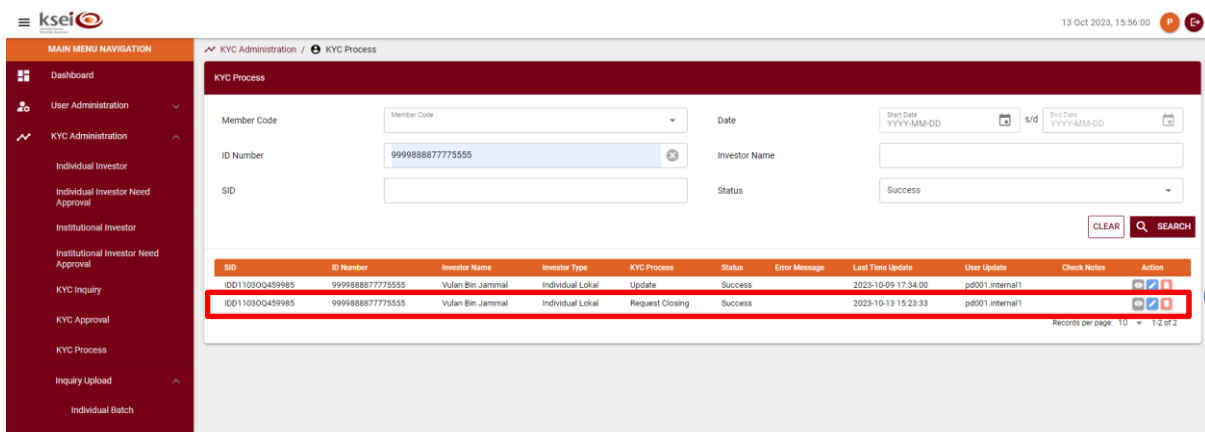 ksei
13 Oct 2023, 15:56:00 P
MAIN MENU NAVIGATION
Dashboard
User Administration
KYC Administration
Individual Investor
Individual Investor Need
Approval
Institutional Investor
Institutional Investor Need
Approval
KYC Inquiry
KYC Approval
KYC Process
Inquiry Upload
Individual Batch
KYC Administration / KYC Process
KYC Process
Member Code Member Code Date Start Date YYYY-MM-DD s/d End Date YYYY-MM-DD
ID Number 9999888877775555 Investor Name
SID Status Success
CLEAR SEARCH
SID ID Number Investor Name Investor Type KYC Process Status Error Message Last Time Update User Update Check Notes Action
IDD1103OQ459985 9999888877775555 Vulan Bin Jammal Individual Lokal Update Success 2023-10-09 17:34:00 pd001.internal1
IDD1103OQ459985 9999888877775555 Vulan Bin Jammal Individual Lokal Request Closing Success 2023-10-13 15:23:33 pd001.internal1
Records per page: 10 1-2 of 2